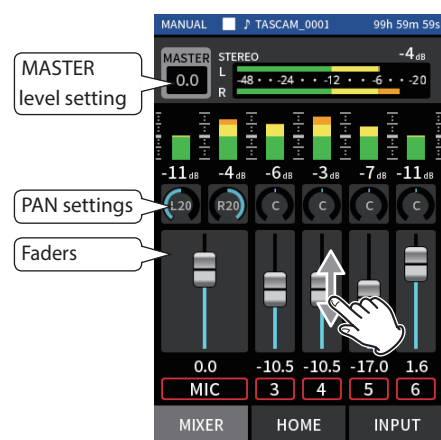 MANUAL ♪ TASCAM_0001 99h 59m 59s
MASTER STEREO -4dB
0.0
L
-48 · · -24 · · -12 · · -6 · · -20
R
MASTER
level setting
-11dB -4dB -6dB -3dB -7dB -11dB
PAN settings
L20 R20 C C C C
Faders
0.0 -10.5 -10.5 -17.0 1.6
MIC 3 4 5 6
MIXER HOME INPUT